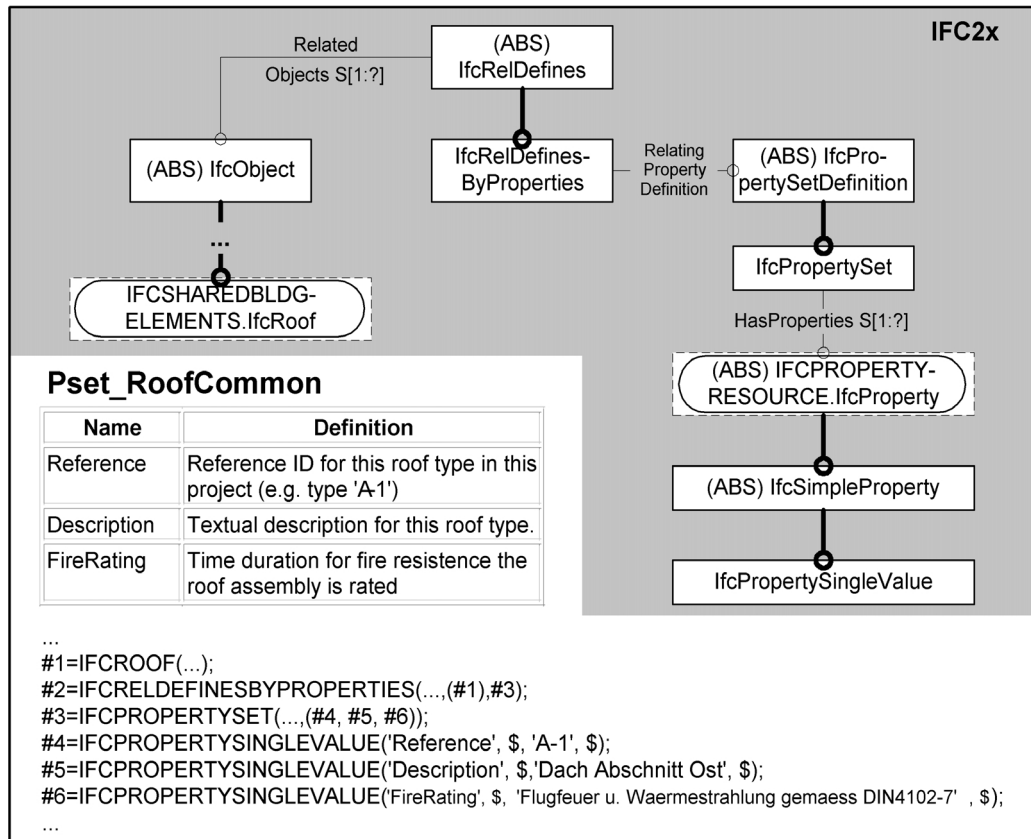 IFC2x
(ABS)
IfcRelDefines
Related
Objects S[1:?]
(ABS) IfcObject
IfcRelDefines-
ByProperties
Relating
Property
Definition
(ABS) IfcPro-
pertySetDefinition
...
IfcPropertySet
IFCSHAREDBLDG-
ELEMENTS.IfcRoof
HasProperties S[1:?]
(ABS) IFCPROPERTY-
RESOURCE.IfcProperty
(ABS) IfcSimpleProperty
IfcPropertySingleValue
Pset_RoofCommon
Name Definition
Reference Reference ID for this roof type in this
project (e.g. type 'A-1')
Description Textual description for this roof type.
FireRating Time duration for fire resistence the
roof assembly is rated
...
#1=IFCROOF(...);
#2=IFCRELDEFINESBYPROPERTIES(...,(#1),#3);
#3=IFCPROPERTYSET(...,(#4, #5, #6));
#4=IFCPROPERTYSINGLEVALUE('Reference', $, 'A-1', $);
#5=IFCPROPERTYSINGLEVALUE('Description', $,'Dach Abschnitt Ost', $);
#6=IFCPROPERTYSINGLEVALUE('FireRating', $, 'Flugfeuer u. Waermestrahlung gemaess DIN4102-7' , $);
...